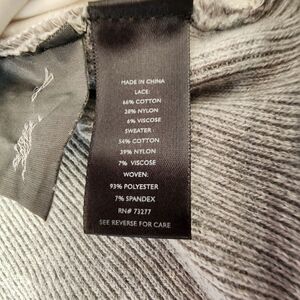 MADE IN CHINA
LACE:
66% COTTON
28% NYLON
6% VISCOSE
SWEATER:
54% COTTON
39% NYLON
7% VISCOSE
WOVEN:
93% POLYESTER
7% SPANDEX
RN# 73277
SEE REVERSE FOR CARE